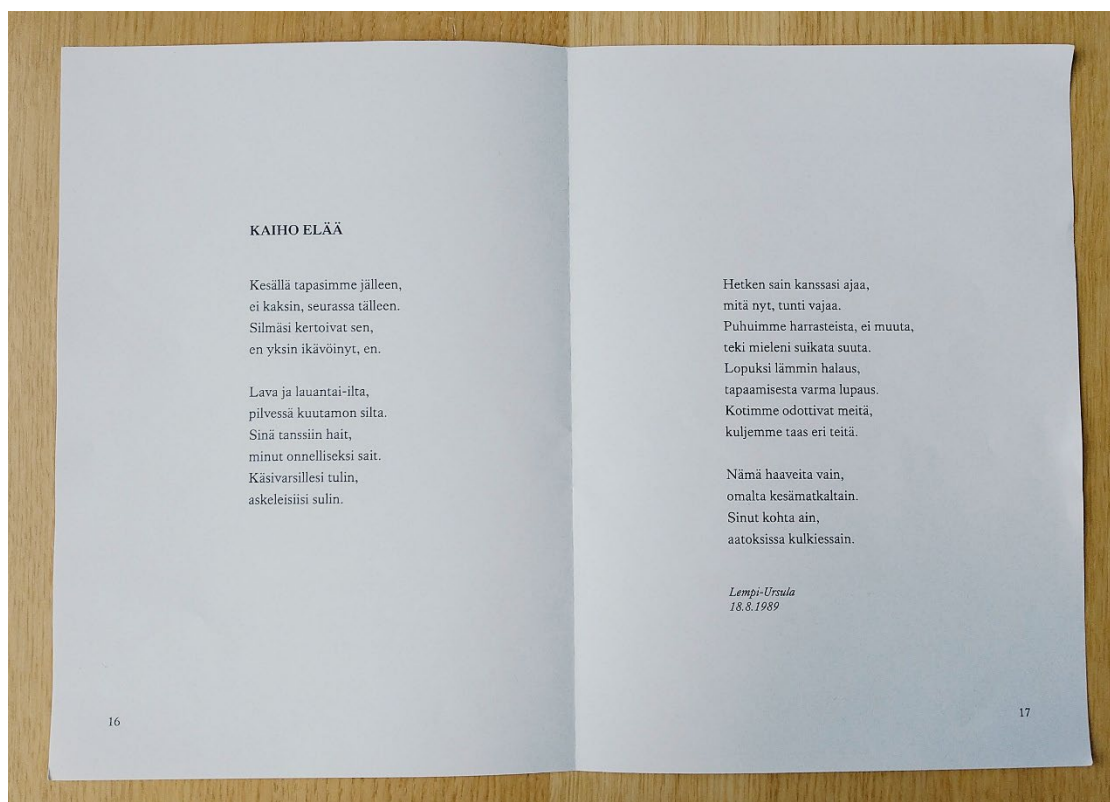 KAIHO ELÄÄ
Kesällä tapasimme jälleen,
ei kaksin, seurassa tälleen.
Silmäsi kertoivat sen,
en yksin ikävöinyt, en.
Lava ja lauantai-ilta,
pilvessä kuutamon silta.
Sinä tanssiin hait,
minut onnelliseksi sait.
Käsivarsillesi tulin,
askeleisiisi sulin.
16
Hetken sain kanssasi ajaa,
mitä nyt, tunti vajaa.
Puhuimme harrasteista, ei muuta,
teki mieleni suikata suuta.
Lopuksi lämmin halaus,
tapaamisesta varma lupaus.
Kotimme odottivat meitä,
kuljemme taas eri teitä.
Nämä haaveita vain,
omalta kesämatkaltain.
Sinut kohta ain,
aatoksissa kulkiessain.
Lempi-Ursula
18.8.1989
17